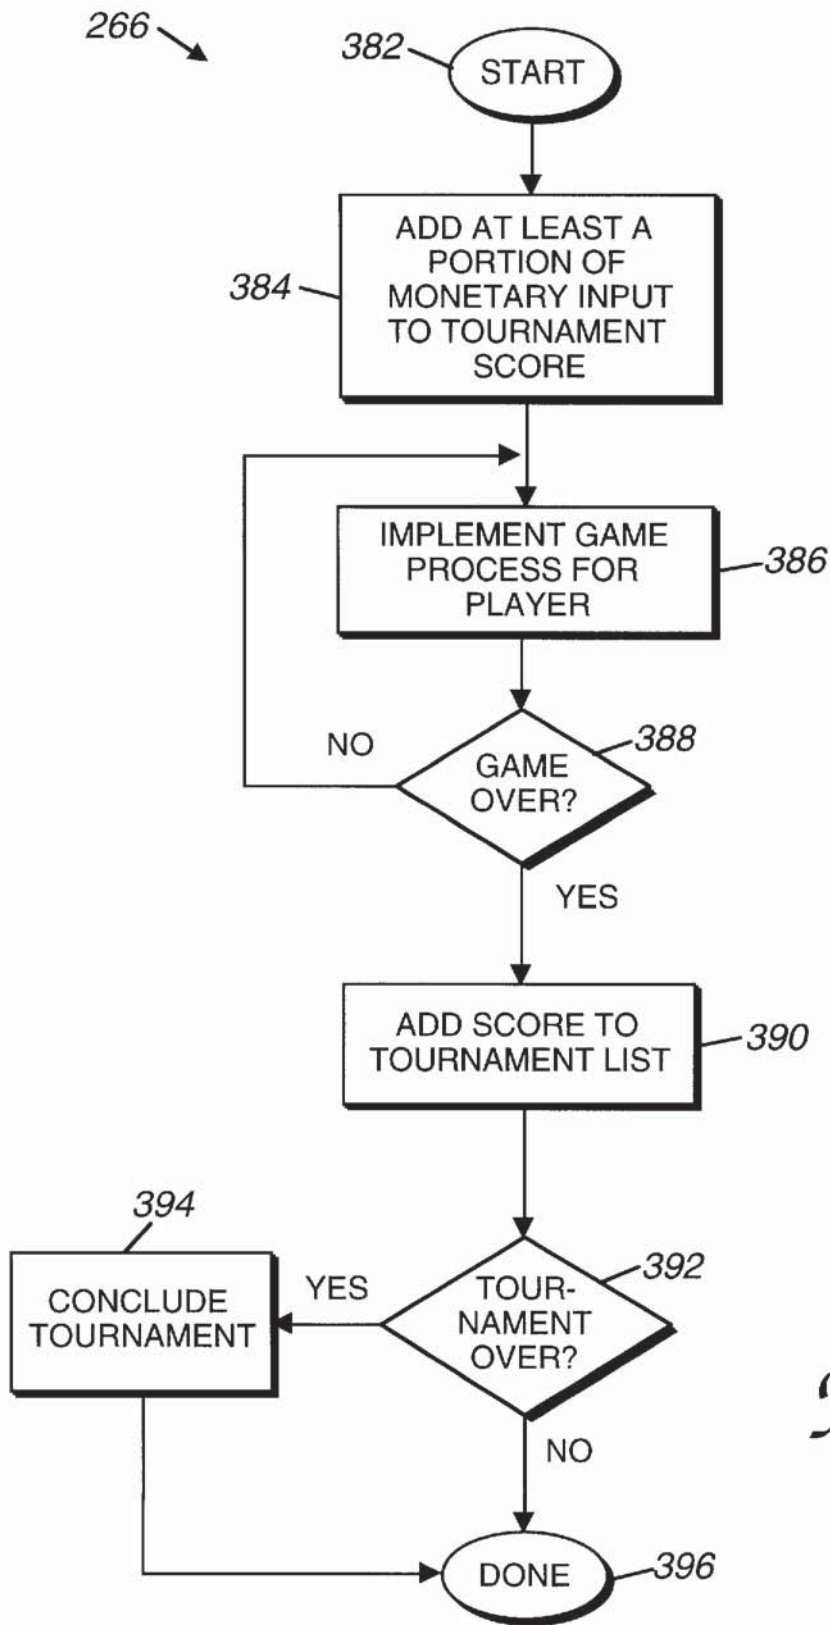 266
382
START
384
ADD AT LEAST A
PORTION OF
MONETARY INPUT
TO TOURNAMENT
SCORE
IMPLEMENT GAME
PROCESS FOR
PLAYER
386
NO
388
GAME
OVER?
YES
ADD SCORE TO
TOURNAMENT LIST
390
394
392
CONCLUDE
TOURNAMENT
YES
TOUR-
NAMENT
OVER?
NO
DONE
396